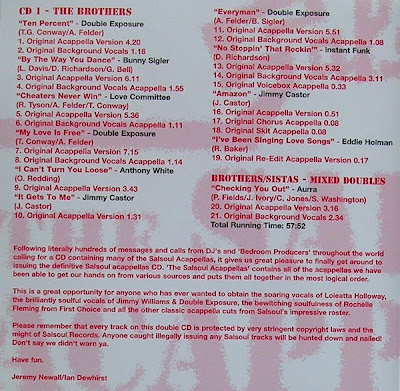 CD 1 - THE BROTHERS
"Ten Percent" - Double Exposure
(T.G. Conway/A. Felder)
1. Original Acappella Version 4.20
2. Original Background Vocals 1.16
"By The Way You Dance" - Bunny Sigler
(L. Davis/D. Richardson/G. Bell)
3. Original Acappella Version 6.11
4. Original Background Acappella 1.55
"Cheaters Never Win" - Love Committee
(R. Tyson/A. Felder/T. Conway)
5. Original Acappella Version 5.36
6. Original Background Vocals 1.11
"My Love Is Free" - Double Exposure
(T. Conway/A. Felder)
7. Original Acappella Version 7.15
8. Original Background Vocals Acappella 1.14
"I Can't Turn You Loose" - Anthony White
(O. Redding)
9. Original Acappella Version 3.43
"It Gets To Me" - Jimmy Castor
(J. Castor)
10. Original Acappella Version 1.31
"Everyman" - Double Exposure
(A. Felder/B. Sigler)
11. Original Acappella Version 5.51
12. Original Background Vocals Acappella 1.08
"No Stoppin' That Rockin'" - Instant Funk
(D. Richardson)
13. Original Acappella Version 5.32
14. Original Background Vocals Acappella 3.11
15. Original Voicebox Acappella 0.33
"Amazon" - Jimmy Castor
(J. Castor)
16. Original Acappella Version 0.51
17. Original Chorus Acappella 0.08
18. Original Skit Acappella 0.08
"I've Been Singing Love Songs" - Eddie Holman
(R. Baker)
19. Original Re-Edit Acappella Version 0.17
BROTHERS/SISTAS - MIXED DOUBLES
"Checking You Out" - Aurra
(P. Fields/J. Ivory/C. Jones/S. Washington)
20. Original Acappella Version 3.16
21. Original Background Vocals 2.34
Total Running Time: 57:52
Following literally hundreds of messages and calls from DJ's and 'Bedroom Producers' throughout the world
calling for a CD containing many of the Salsoul Acappellas, it gives us great pleasure to finally get around to
issuing the definitive Salsoul acappellas CD. 'The Salsoul Acappellas' contains all of the acappellas we have
been able to get our hands on from various sources and puts them all together in the most logical order.
This is a great opportunity for anyone who has ever wanted to obtain the soaring vocals of Loleatta Holloway,
the brilliantly soulful vocals of Jimmy Williams & Double Exposure, the bewitching soulfulness of Rochelle
Fleming from First Choice and all the other classic acappella cuts from Salsoul's impressive roster.
Please remember that every track on this double CD is protected by very stringent copyright laws and the
might of Salsoul Records. Anyone caught illegally issuing any Salsoul tracks will be hunted down and nailed!
Don't say we didn't warn ya.
Have fun.
Jeremy Newall/Ian Dewhirst